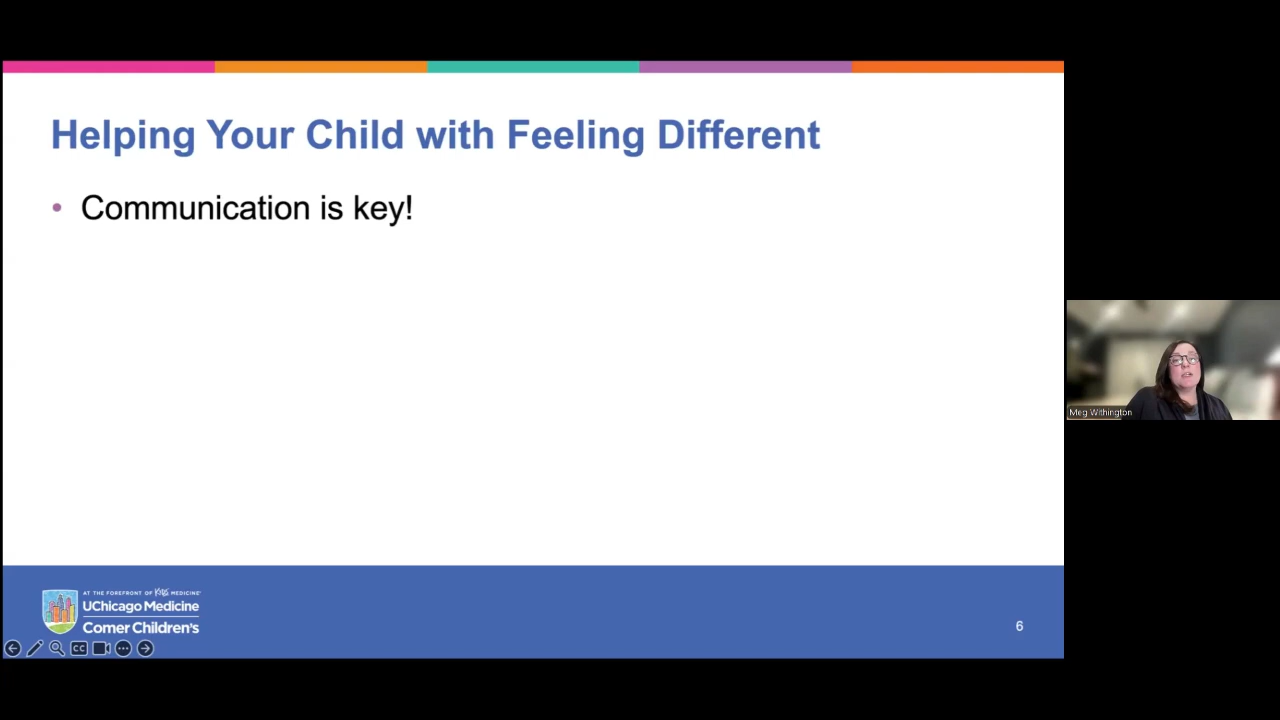 Helping Your Child with Feeling Different
• Communication is key!
Meg Withington
AT THE FOREFRONT OF KIDS MEDICINE®
UChicago Medicine
Comer Children's
6
CC